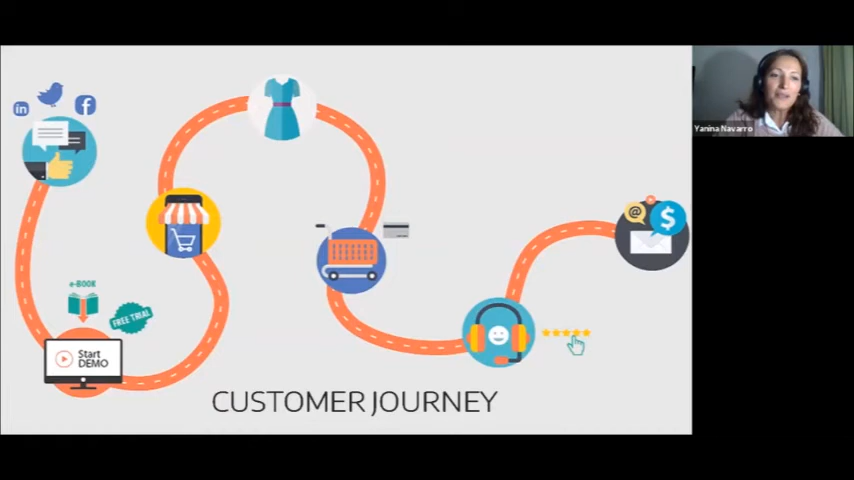 in
f
Yanina Navarro
$
@
e-BOOK
FREE TRIAL
Start
DEMO
CUSTOMER JOURNEY